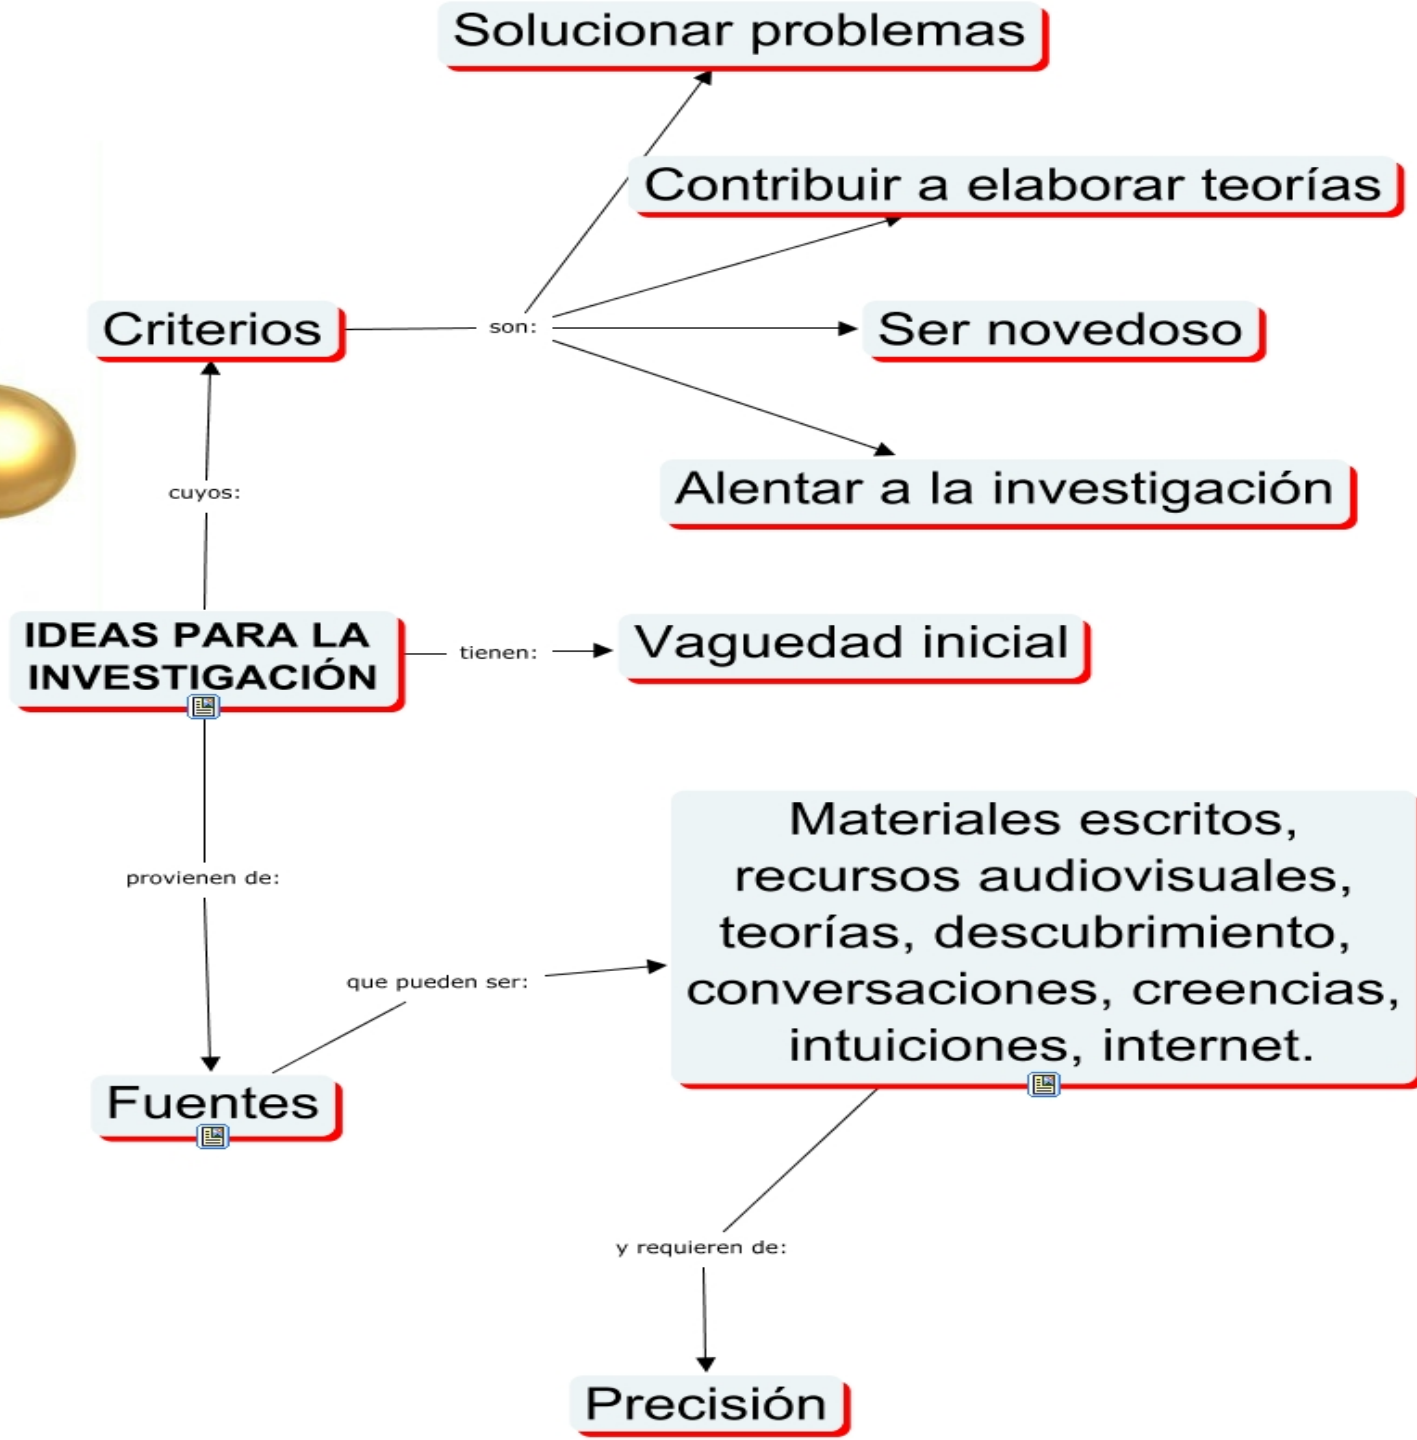 Solucionar problemas
Contribuir a elaborar teorías
Criterios
son:
Ser novedoso
Alentar a la investigación
cuyos:
IDEAS PARA LA
INVESTIGACIÓN
tienen:
Vaguedad inicial
provienen de:
Materiales escritos,
recursos audiovisuales,
teorías, descubrimiento,
conversaciones, creencias,
intuiciones, internet.
que pueden ser:
Fuentes
y requieren de:
Precisión